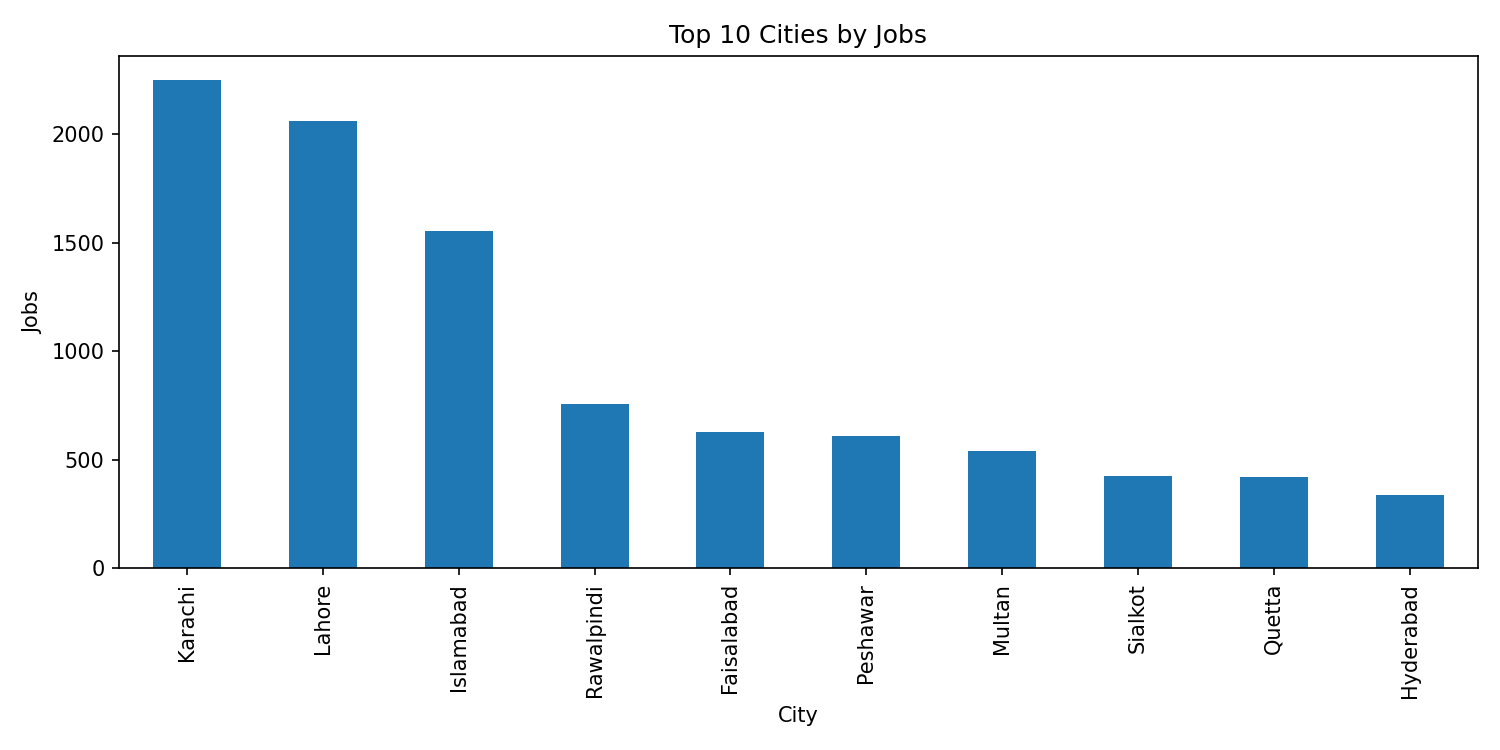 Top 10 Cities by Jobs
Jobs
2000
1500
1000
500
0
Karachi
Lahore
Islamabad
Rawalpindi
Faisalabad
Peshawar
Multan
Sialkot
Quetta
Hyderabad
City